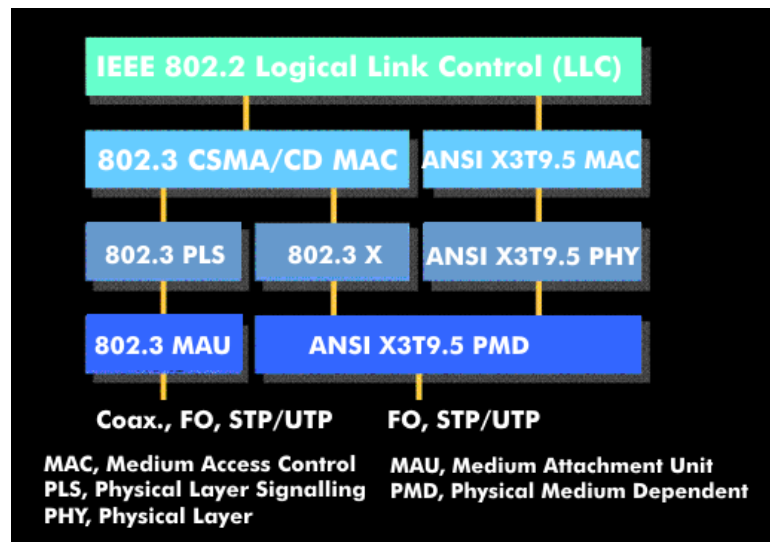 IEEE 802.2 Logical Link Control (LLC)
802.3 CSMA/CD MAC
ANSI X3T9.5 MAC
802.3 PLS
802.3 X
ANSI X3T9.5 PHY
802.3 MAU
ANSI X3T9.5 PMD
Coax., FO, STP/UTP
FO, STP/UTP
MAC, Medium Access Control
PLS, Physical Layer Signalling
PHY, Physical Layer
MAU, Medium Attachment Unit
PMD, Physical Medium Dependent